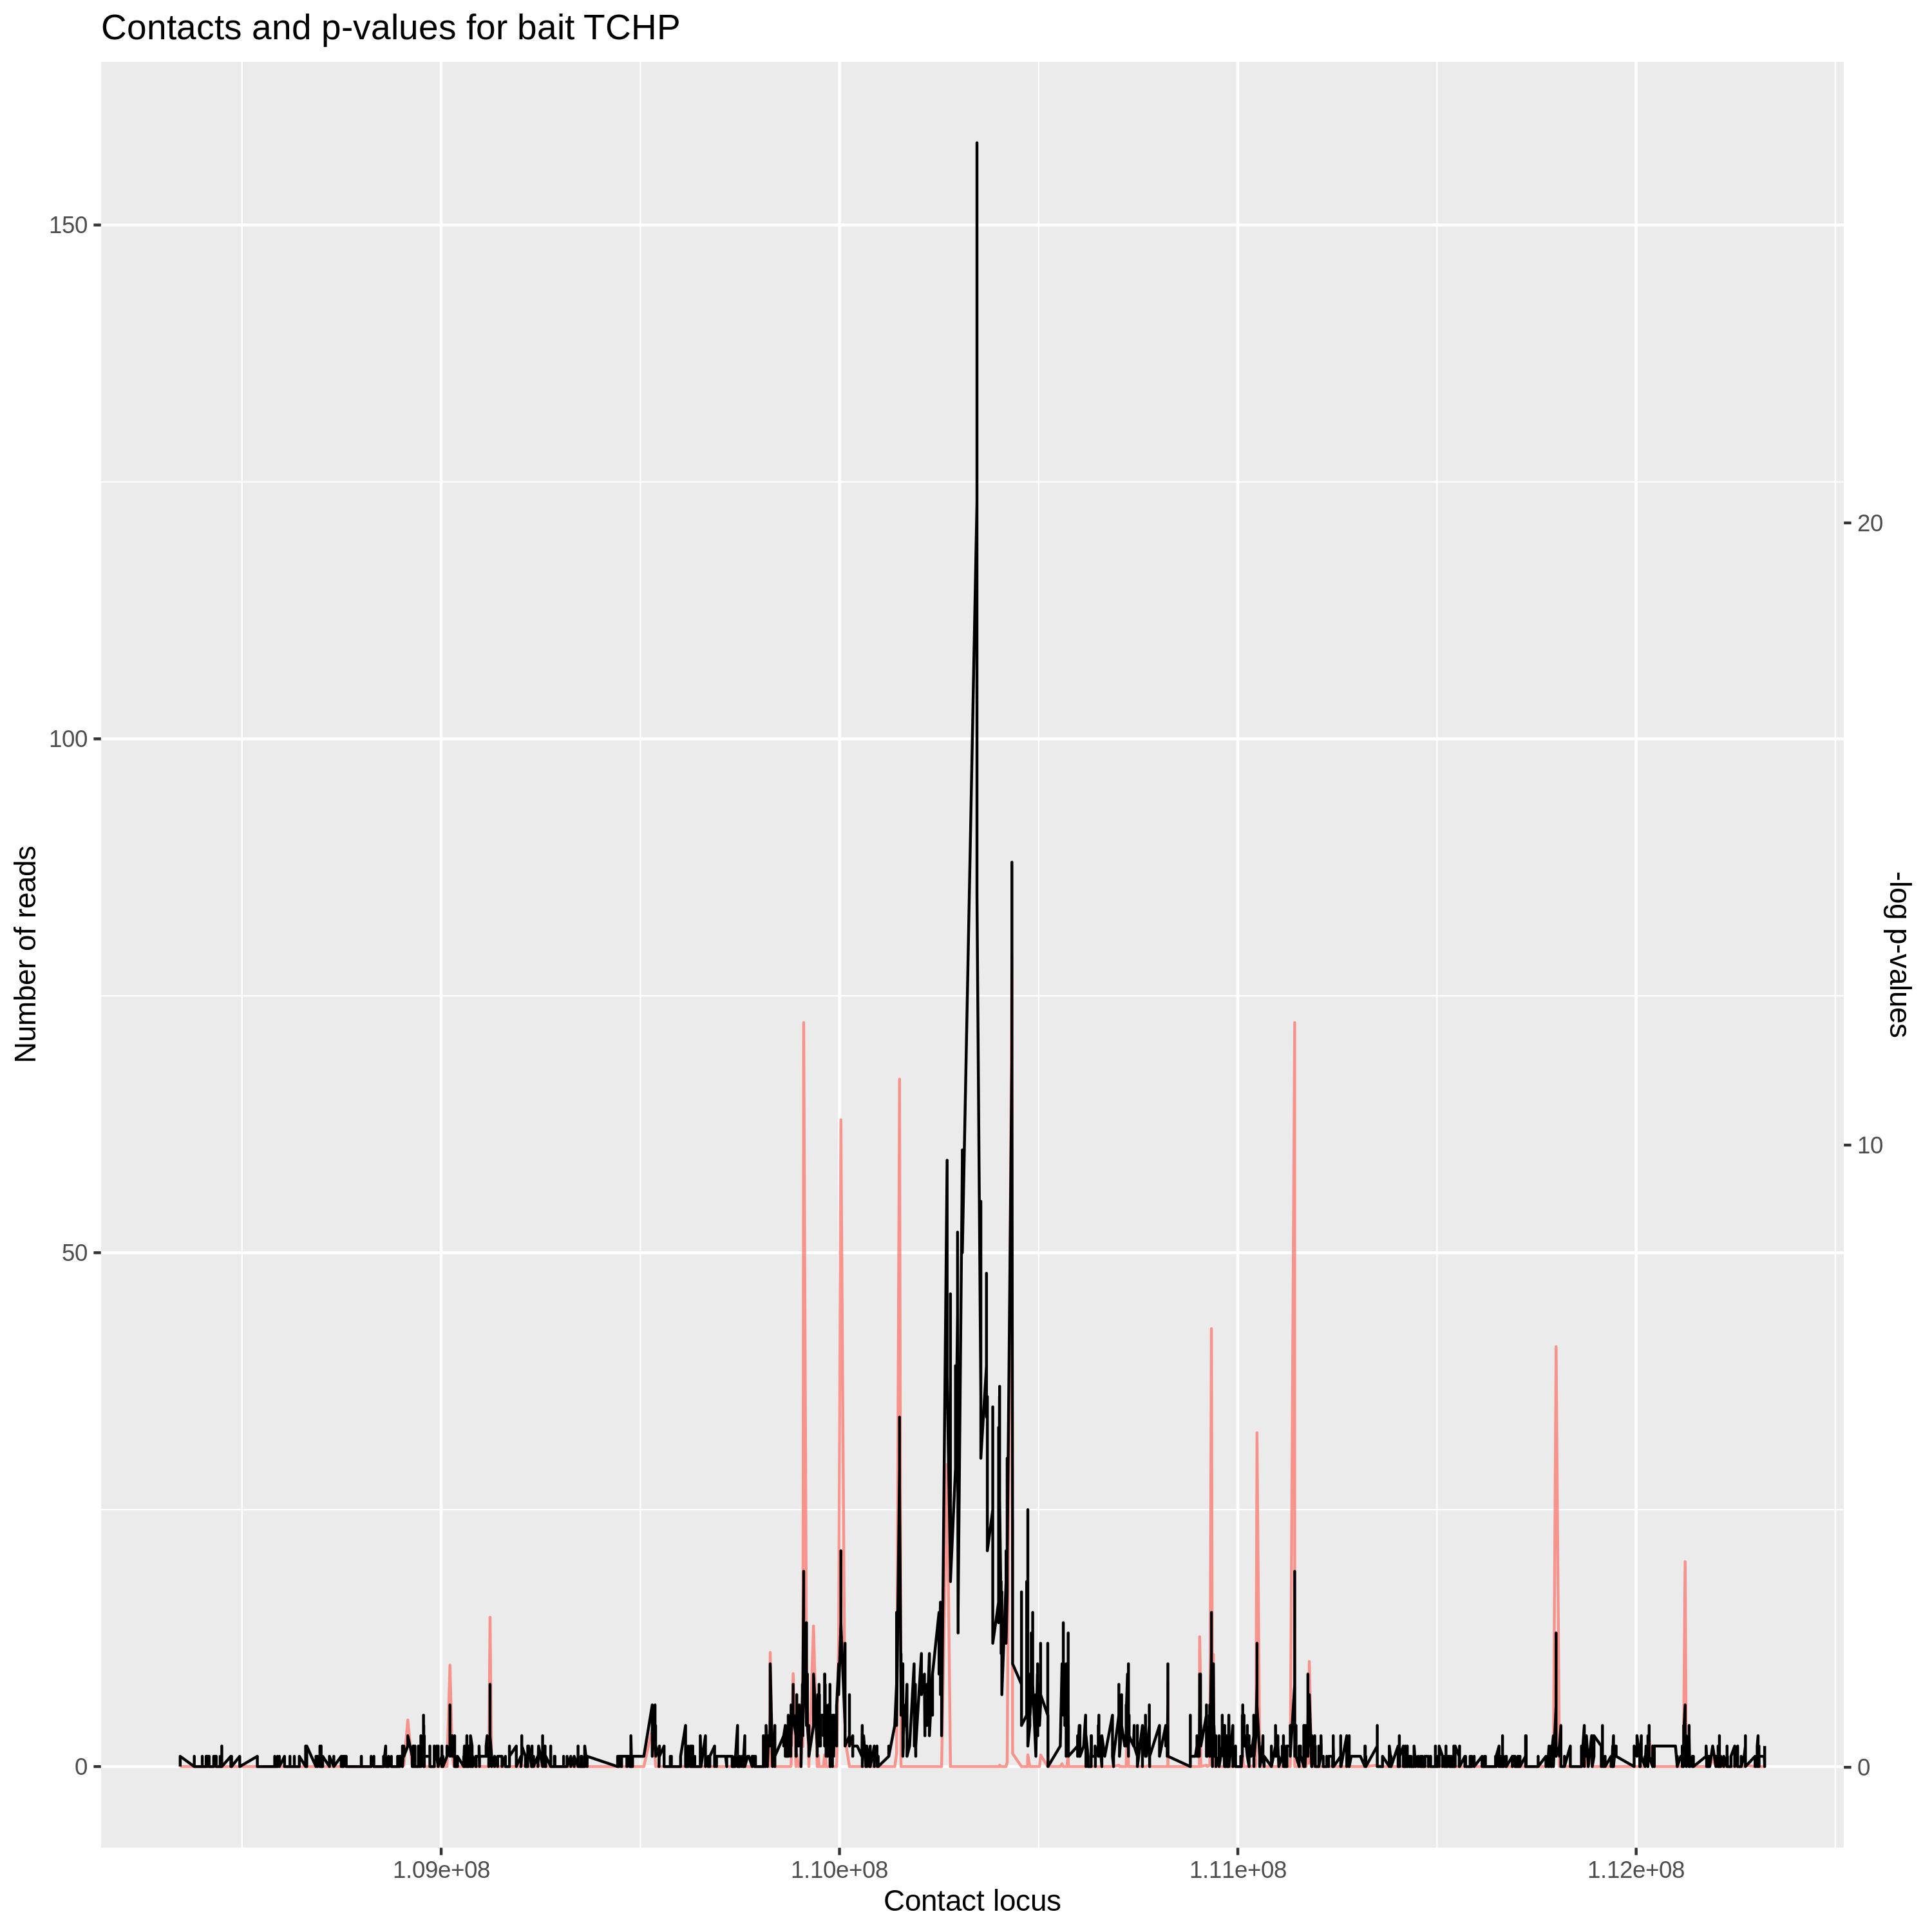 Contacts and p-values for bait TCHP
150
100
50
0
Number of reads
20
10
0
-log p-values
1.09e+08
1.10e+08
1.11e+08
1.12e+08
Contact locus